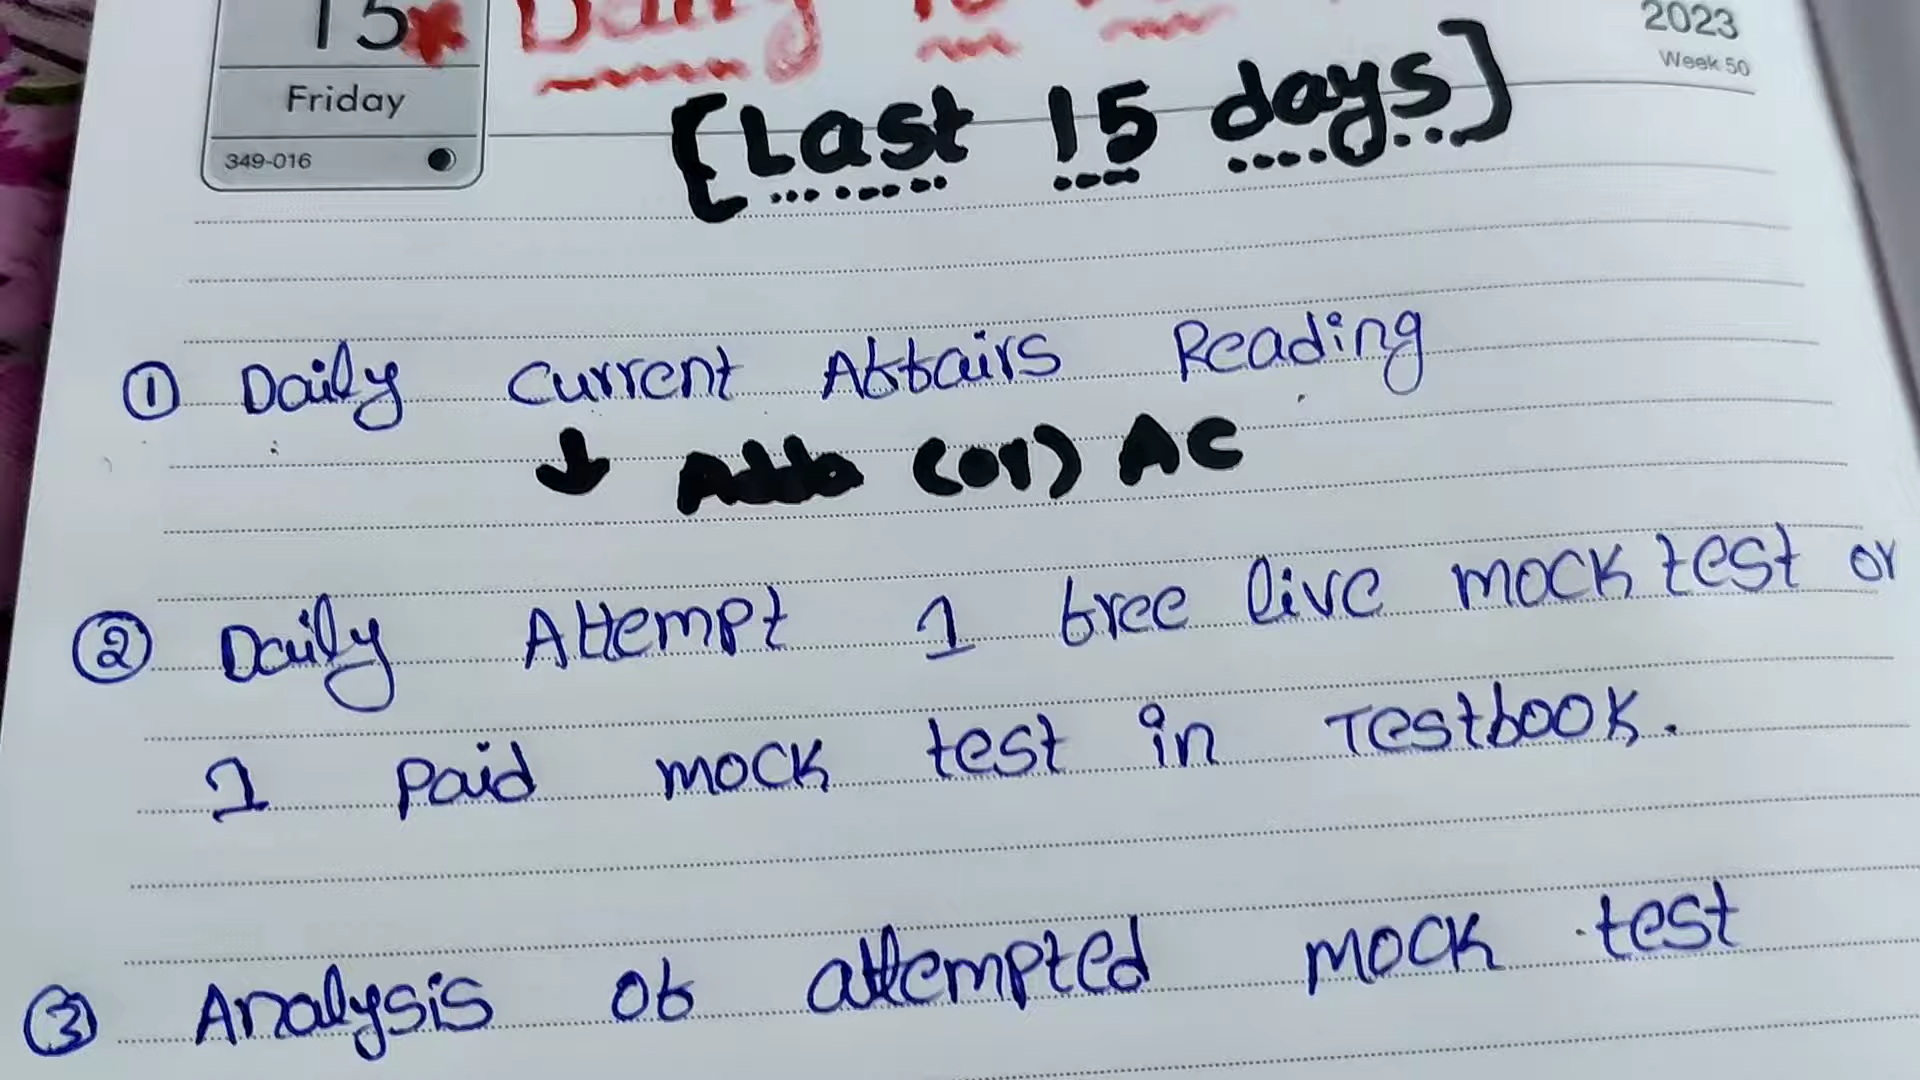 15 Daily
2023
Week 50
Friday
[Last 15 days]
349-016
① Daily Current Affairs Reading
↓ Adda (or) AC
② Daily Attempt 1 free live mock test or
1 Paid mock test in Testbook.
③ Analysis of attempted mock test